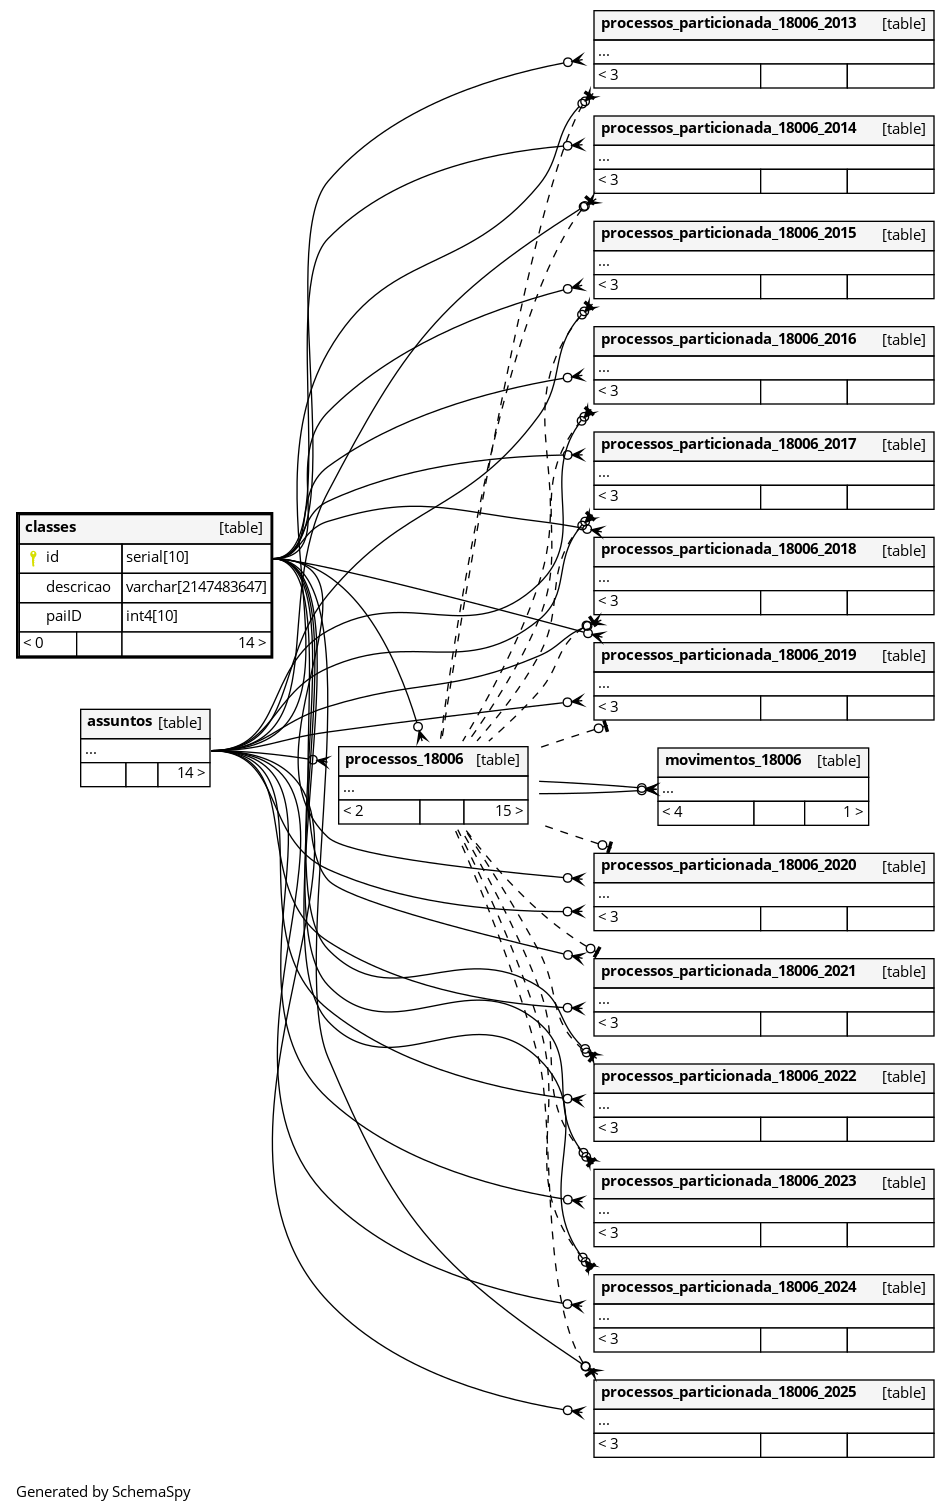 processos_particionada_18006_2013 [table]
...
< 3
processos_particionada_18006_2014 [table]
...
< 3
processos_particionada_18006_2015 [table]
...
< 3
processos_particionada_18006_2016 [table]
...
< 3
processos_particionada_18006_2017 [table]
...
< 3
classes [table]
id serial[10]
descricao varchar[2147483647]
paiID int4[10]
< 0 14 >
processos_particionada_18006_2018 [table]
...
< 3
processos_particionada_18006_2019 [table]
...
< 3
assuntos [table]
...
14 >
processos_18006 [table]
...
< 2 15 >
movimentos_18006 [table]
...
< 4 1 >
processos_particionada_18006_2020 [table]
...
< 3
processos_particionada_18006_2021 [table]
...
< 3
processos_particionada_18006_2022 [table]
...
< 3
processos_particionada_18006_2023 [table]
...
< 3
processos_particionada_18006_2024 [table]
...
< 3
processos_particionada_18006_2025 [table]
...
< 3
Generated by SchemaSpy